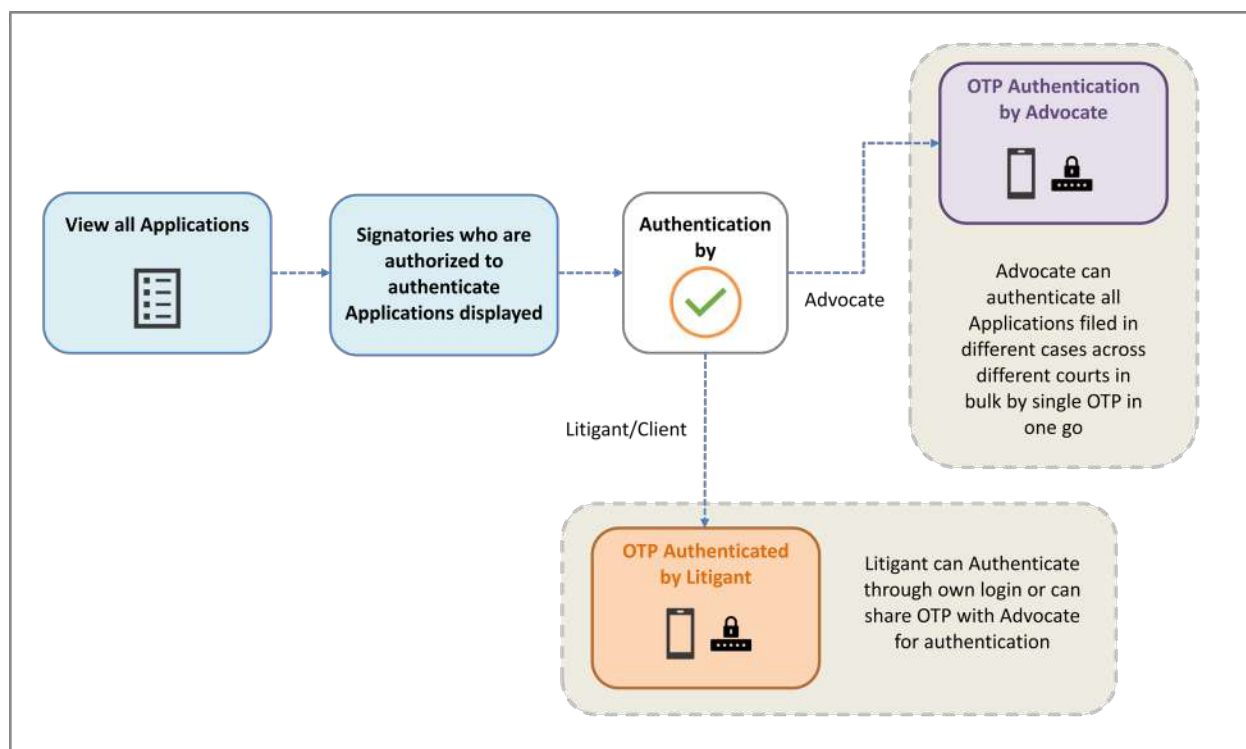 View all Applications
Signatories who are
authorized to
authenticate
Applications displayed
Authentication
by
Advocate
OTP Authentication
by Advocate
Advocate can
authenticate all
Applications filed in
different cases across
different courts in
bulk by single OTP in
one go
Litigant/Client
OTP Authenticated
by Litigant
Litigant can Authenticate
through own login or can
share OTP with Advocate
for authentication